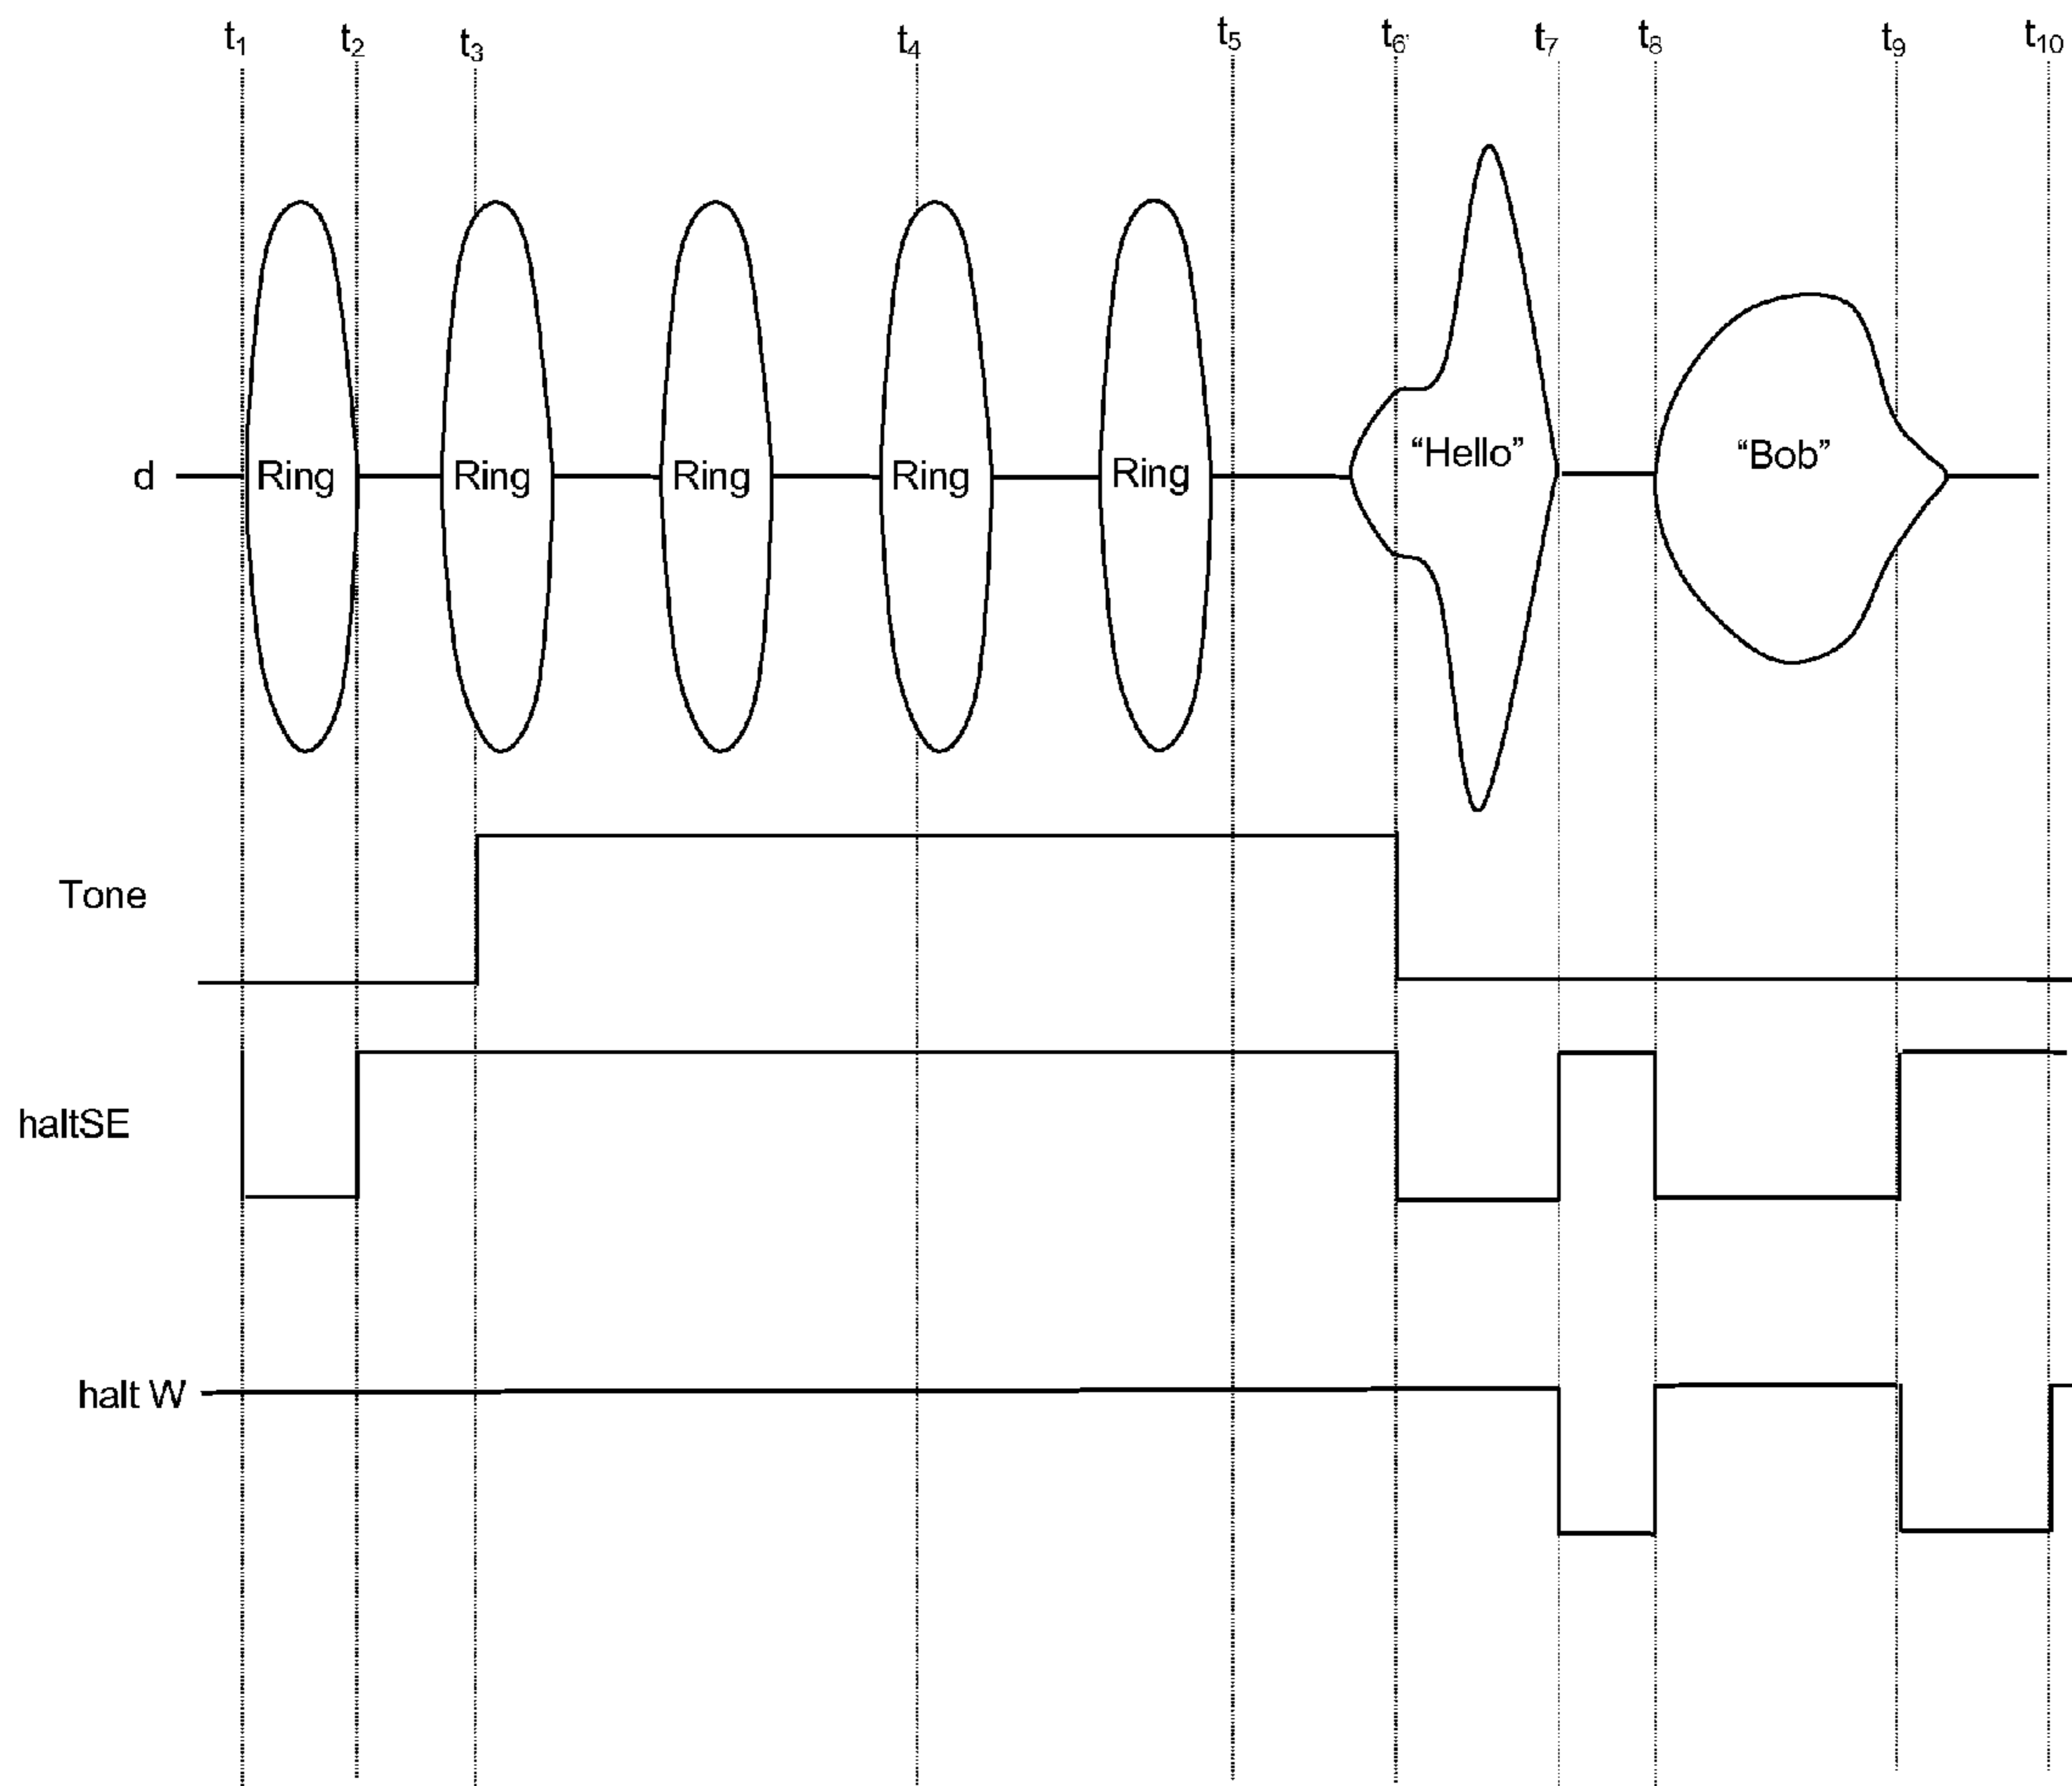 t1 t2 t3 t4 t5 t6' t7 t8 t9 t10
d Ring Ring Ring Ring Ring “Hello” “Bob”
Tone
haltSE
halt W